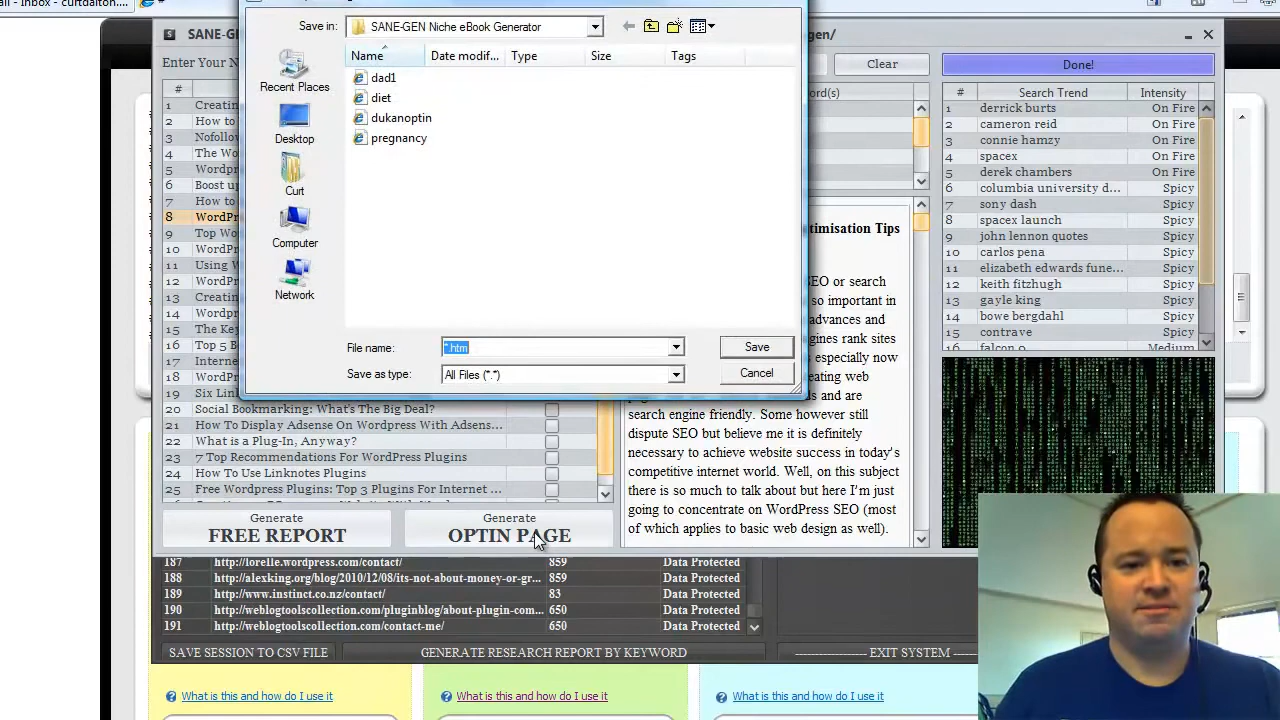 ail - Inbox - curtdalton....
Save in:
SANE-GEN Niche eBook Generator
Name
Date modif...
Type
Size
Tags
Recent Places
Desktop
Curt
Computer
Network
dad1
diet
dukanoptin
pregnancy
File name:
*.htm
Save
Save as type:
All Files (*.*)
Cancel
SANE-GE
gen/
Enter Your N
Clear
Done!
#
1 Creatin
2 How to
3 Nofollov
4 The Wo
5 Wordp
6 Boost up
7 How to
8 WordPr
9 Top Wo
10 WordP
11 Using W
12 WordPr
13 Creatin
14 WordP
15 The Key
16 Top 5 B
17 Interne
18 WordP
19 Six Lin
20 Social Bookmarking: What's The Big Deal?
21 How To Display Adsense On Wordpress With Adsens...
22 What is a Plug-In, Anyway?
23 7 Top Recommendations For WordPress Plugins
24 How To Use Linknotes Plugins
25 Free Wordpress Plugins: Top 3 Plugins For Internet ...
word(s)
timisation Tips
SEO or search
so important in
advances and
gines rank sites
especially now
eating web
and are
search engine friendly. Some however still
dispute SEO but believe me it is definitely
necessary to achieve website success in today's
competitive internet world. Well, on this subject
there is so much to talk about but here I'm just
going to concentrate on WordPress SEO (most
of which applies to basic web design as well).
# Search Trend Intensity
1 derrick burts On Fire
2 cameron reid On Fire
3 connie hamzy On Fire
4 spacex On Fire
5 derek chambers On Fire
6 columbia university d... Spicy
7 sony dash Spicy
8 spacex launch Spicy
9 john lennon quotes Spicy
10 carlos pena Spicy
11 elizabeth edwards fune... Spicy
12 keith fitzhugh Spicy
13 gayle king Spicy
14 bowe bergdahl Spicy
15 contrave Spicy
16 falcon 9 Medium
Generate
FREE REPORT
Generate
OPTIN PAGE
187 http://lorelle.wordpress.com/contact/ 859 Data Protected
188 http://alexking.org/blog/2010/12/08/its-not-about-money-or-gr... 859 Data Protected
189 http://www.instinct.co.nz/contact/ 83 Data Protected
190 http://weblogtoolscollection.com/pluginblog/about-plugin-com... 650 Data Protected
191 http://weblogtoolscollection.com/contact-me/ 650 Data Protected
SAVE SESSION TO CSV FILE
GENERATE RESEARCH REPORT BY KEYWORD
------------------ EXIT SYSTEM ------
What is this and how do I use it
What is this and how do I use it
What is this and how do I use it